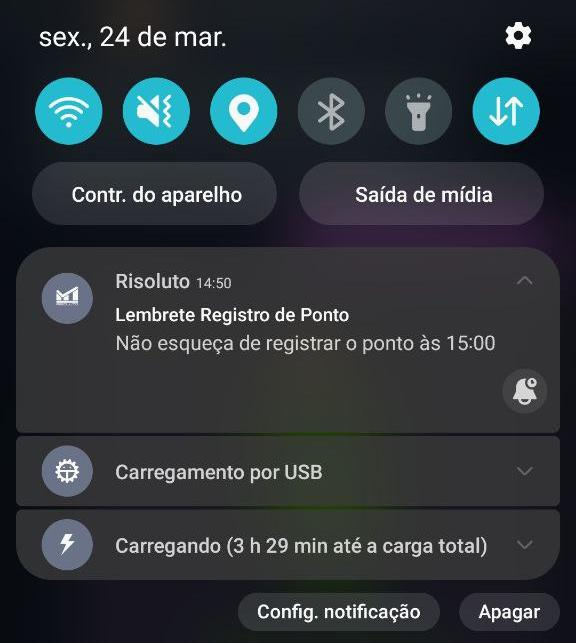 sex., 24 de mar.
Contr. do aparelho
Saída de mídia
Risoluto 14:50
Lembrete Registro de Ponto
Não esqueça de registrar o ponto às 15:00
Carregamento por USB
Carregando (3 h 29 min até a carga total)
Config. notificação
Apagar